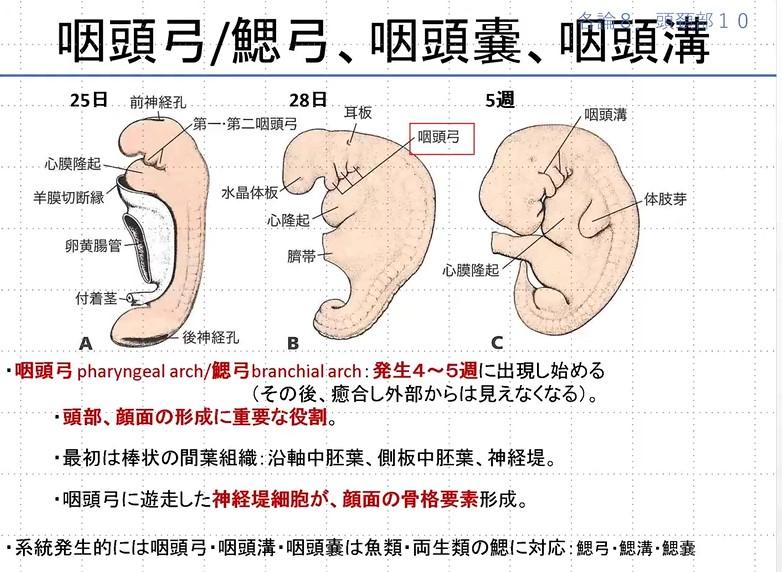 各論８　頭頚部１０
咽頭弓/鰓弓、咽頭嚢、咽頭溝
25日
28日
5週
前神経孔
第一・第二咽頭弓
心膜隆起
羊膜切断縁
卵黄腸管
付着茎
後神経孔
A
耳板
咽頭弓
水晶体板
心隆起
臍帯
B
咽頭溝
体肢芽
心膜隆起
C
・咽頭弓 pharyngeal arch/鰓弓branchial arch：発生４～５週に出現し始める
（その後、癒合し外部からは見えなくなる）。
・頭部、顔面の形成に重要な役割。
・最初は棒状の間葉組織：沿軸中胚葉、側板中胚葉、神経堤。
・咽頭弓に遊走した神経堤細胞が、顔面の骨格要素形成。
・系統発生的には咽頭弓・咽頭溝・咽頭嚢は魚類・両生類の鰓に対応：鰓弓・鰓溝・鰓嚢